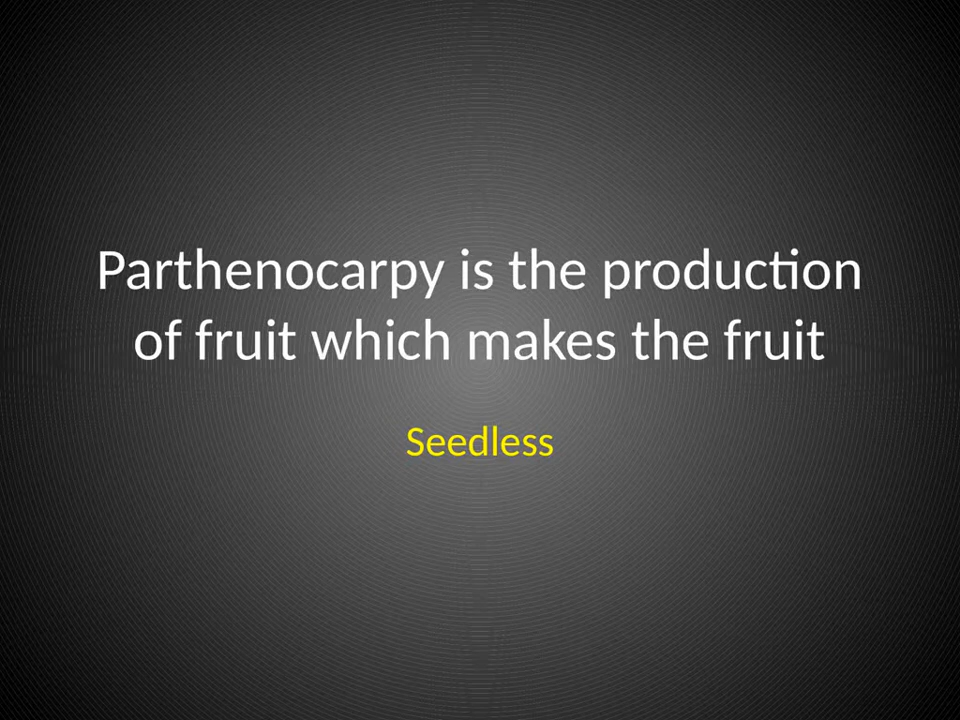 Parthenocarpy is the production
of fruit which makes the fruit
Seedless